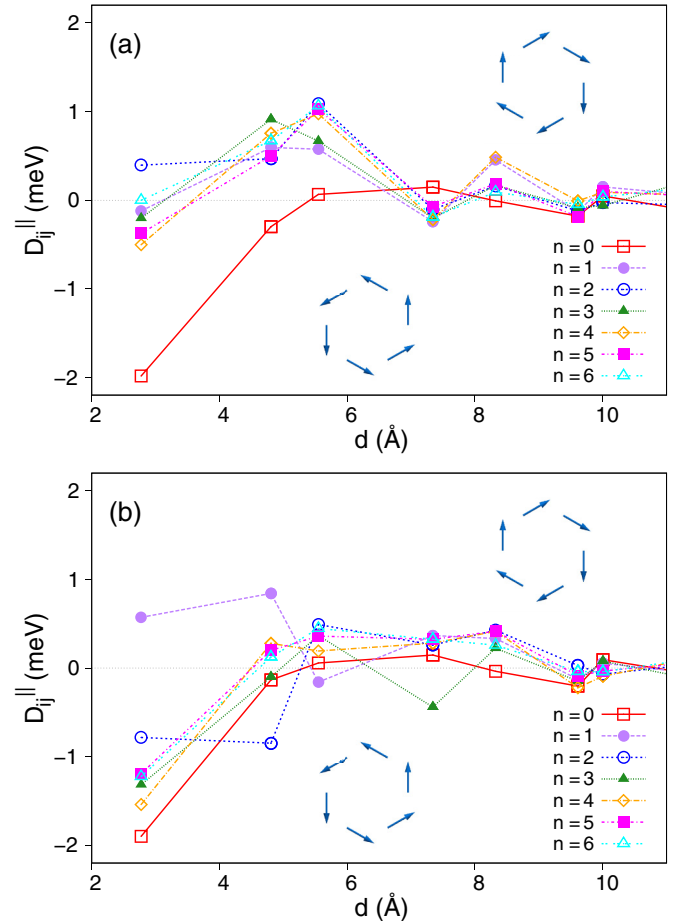 (a)
2
1
0
−1
−2
D_ij^|| (meV)
n = 0
n = 1
n = 2
n = 3
n = 4
n = 5
n = 6
2 4 6 8 10
d (Å)
(b)
2
1
0
−1
−2
D_ij^|| (meV)
n = 0
n = 1
n = 2
n = 3
n = 4
n = 5
n = 6
2 4 6 8 10
d (Å)